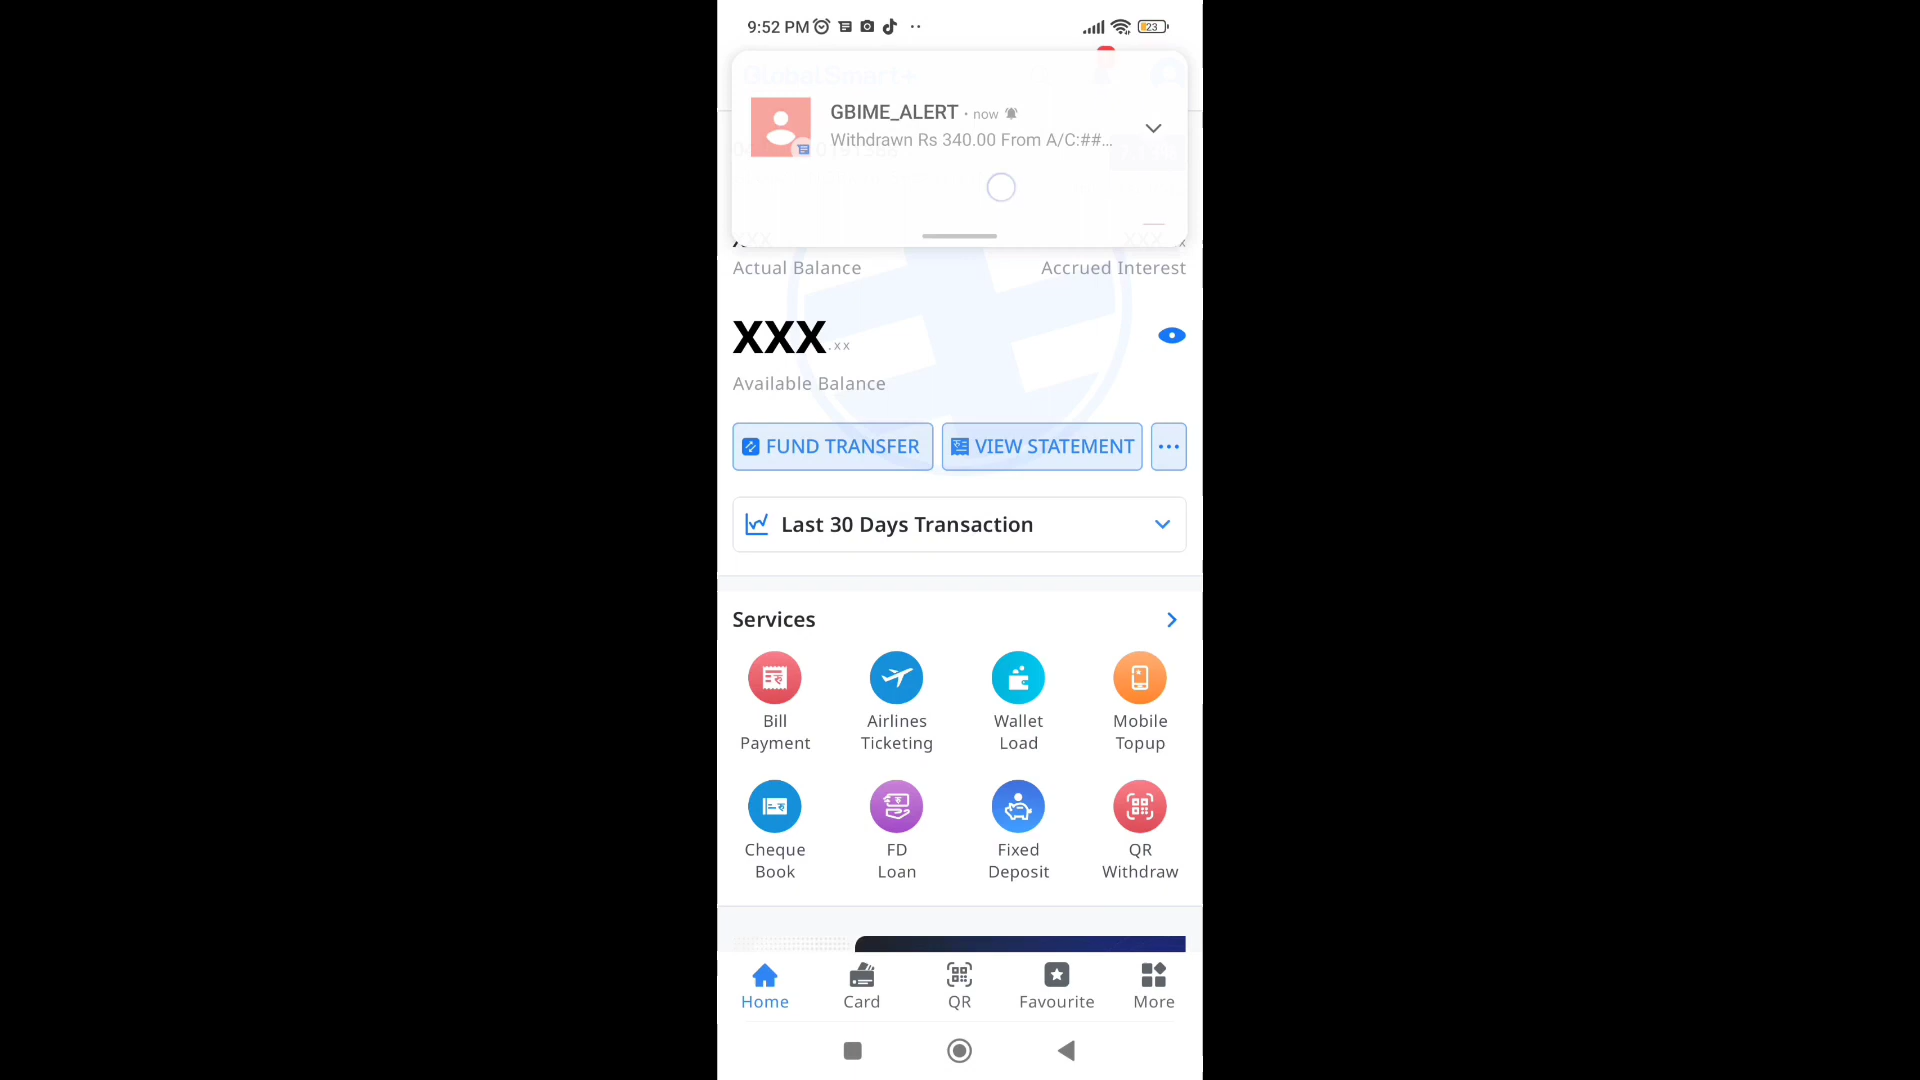 9:52 PM
23
GlobalSmart+
GBIME_ALERT · now
Withdrawn Rs 340.00 From A/C:##...
XXX
XXX
Actual Balance
Accrued Interest
XXX.xx
Available Balance
FUND TRANSFER
VIEW STATEMENT
Last 30 Days Transaction
Services
Bill
Payment
Airlines
Ticketing
Wallet
Load
Mobile
Topup
Cheque
Book
FD
Loan
Fixed
Deposit
QR
Withdraw
Home
Card
QR
Favourite
More